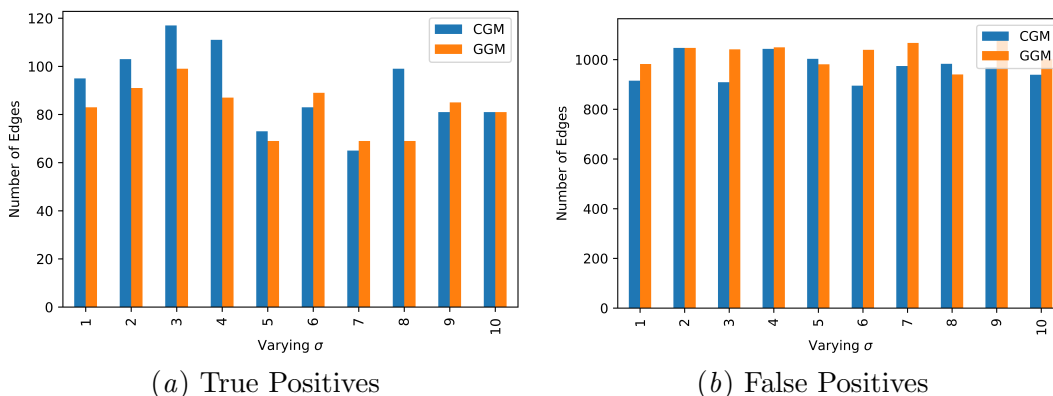 120
100
80
60
40
20
0
Number of Edges
CGM
GGM
1 2 3 4 5 6 7 8 9 10
Varying σ
(a) True Positives
1000
800
600
400
200
0
Number of Edges
CGM
GGM
1 2 3 4 5 6 7 8 9 10
Varying σ
(b) False Positives